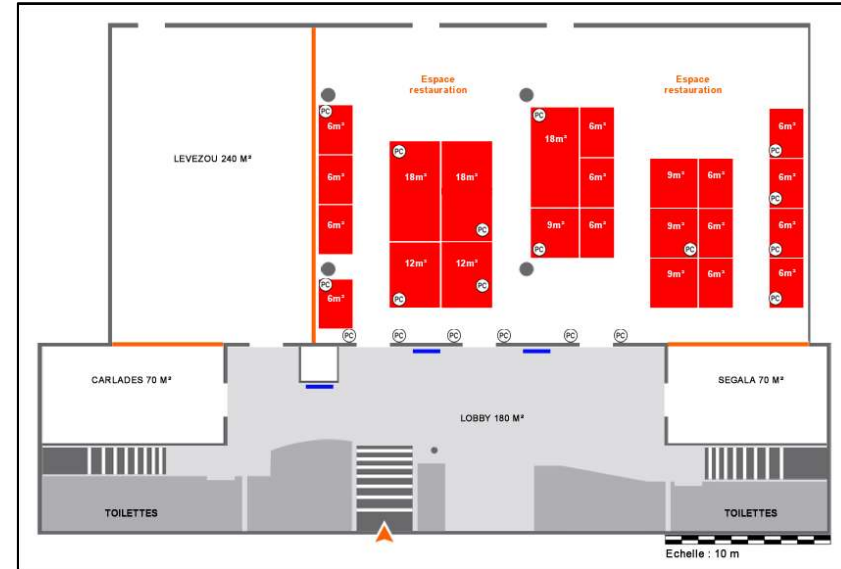 Espace
restauration
Espace
restauration
LEVEZOU 240 M²
PC
6m²
6m²
6m²
PC
6m²
PC
18m²
18m²
PC
12m²
12m²
PC
PC
PC
18m²
6m²
6m²
9m²
6m²
PC
9m²
6m²
9m²
6m²
PC
9m²
6m²
6m²
PC
6m²
PC
6m²
PC
6m²
PC
PC
PC
PC
PC
PC
PC
CARLADES 70 M²
SEGALA 70 M²
LOBBY 180 M²
TOILETTES
TOILETTES
Echelle : 10 m